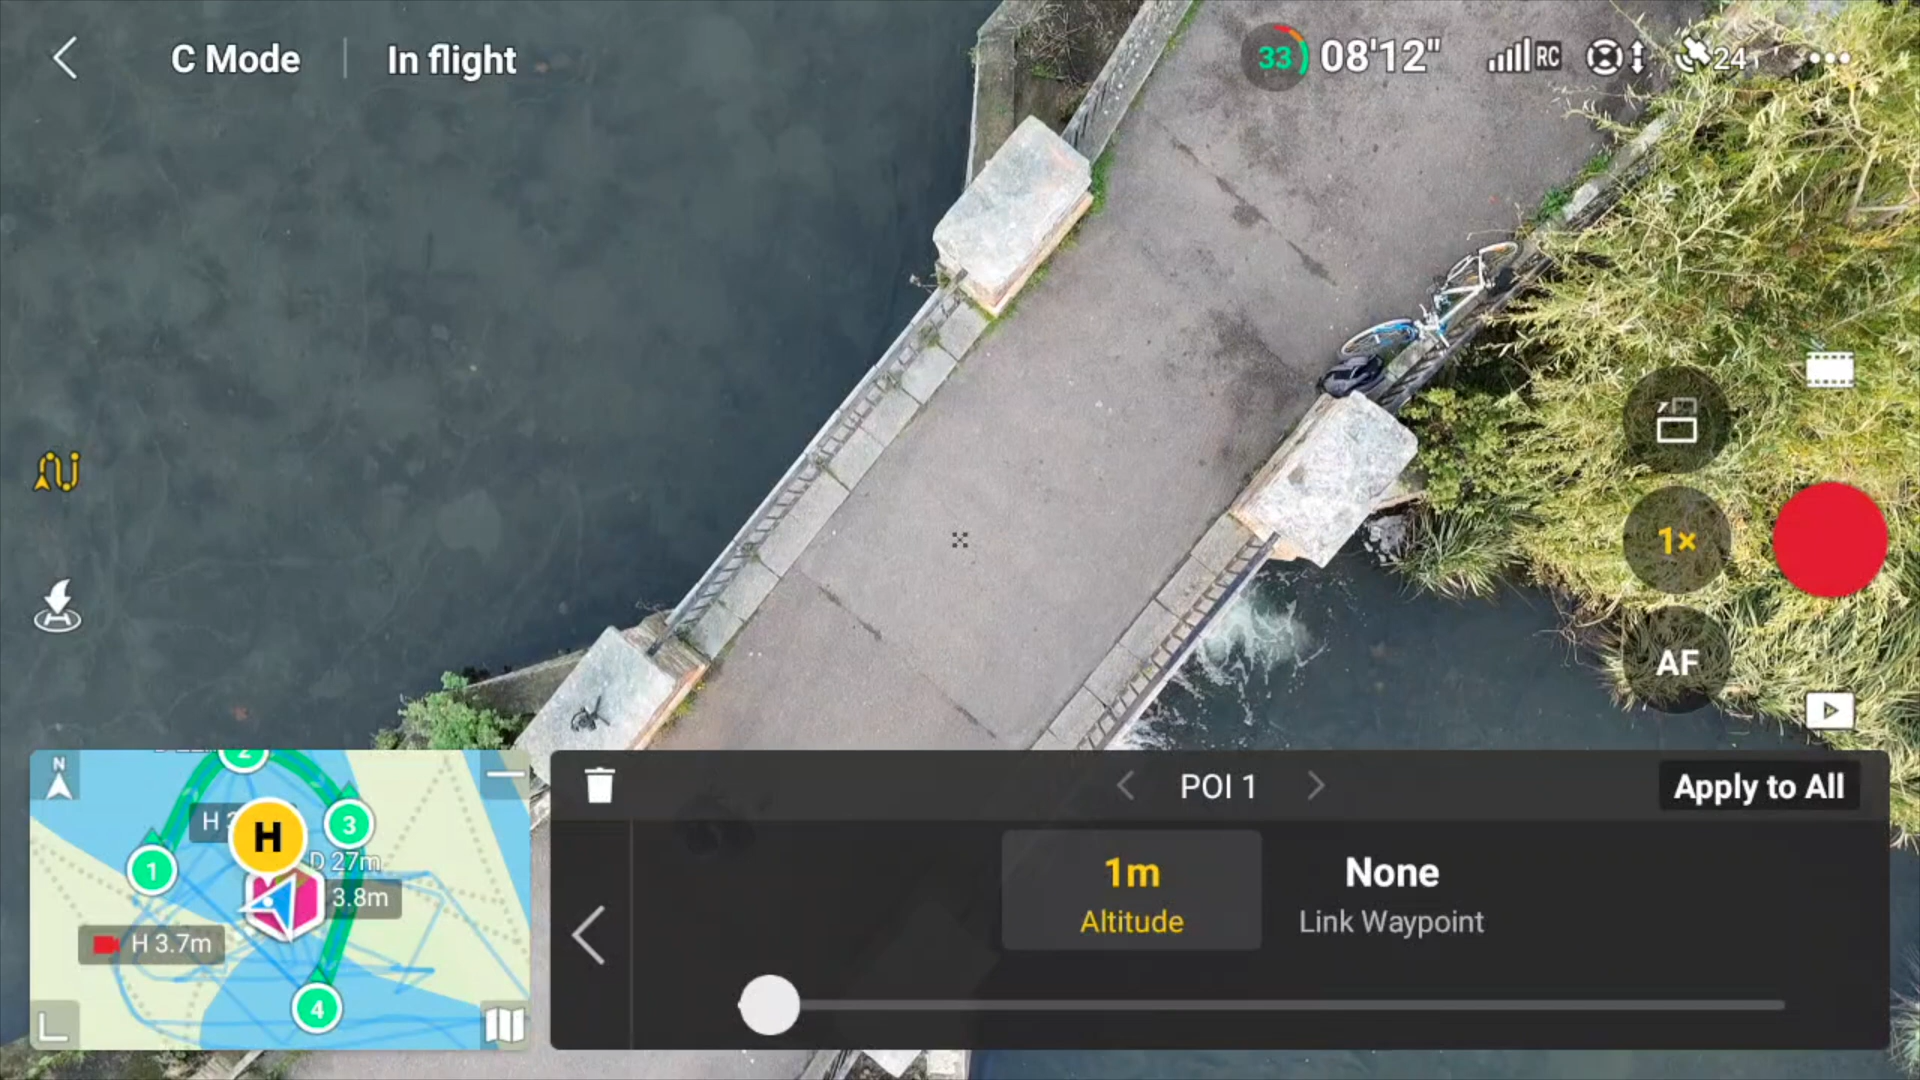 C Mode
In flight
33
08'12"
RC
24
1×
AF
N
2
H
H
3
1
D 27m
3.8m
H 3.7m
4
POI 1
Apply to All
1m
Altitude
None
Link Waypoint